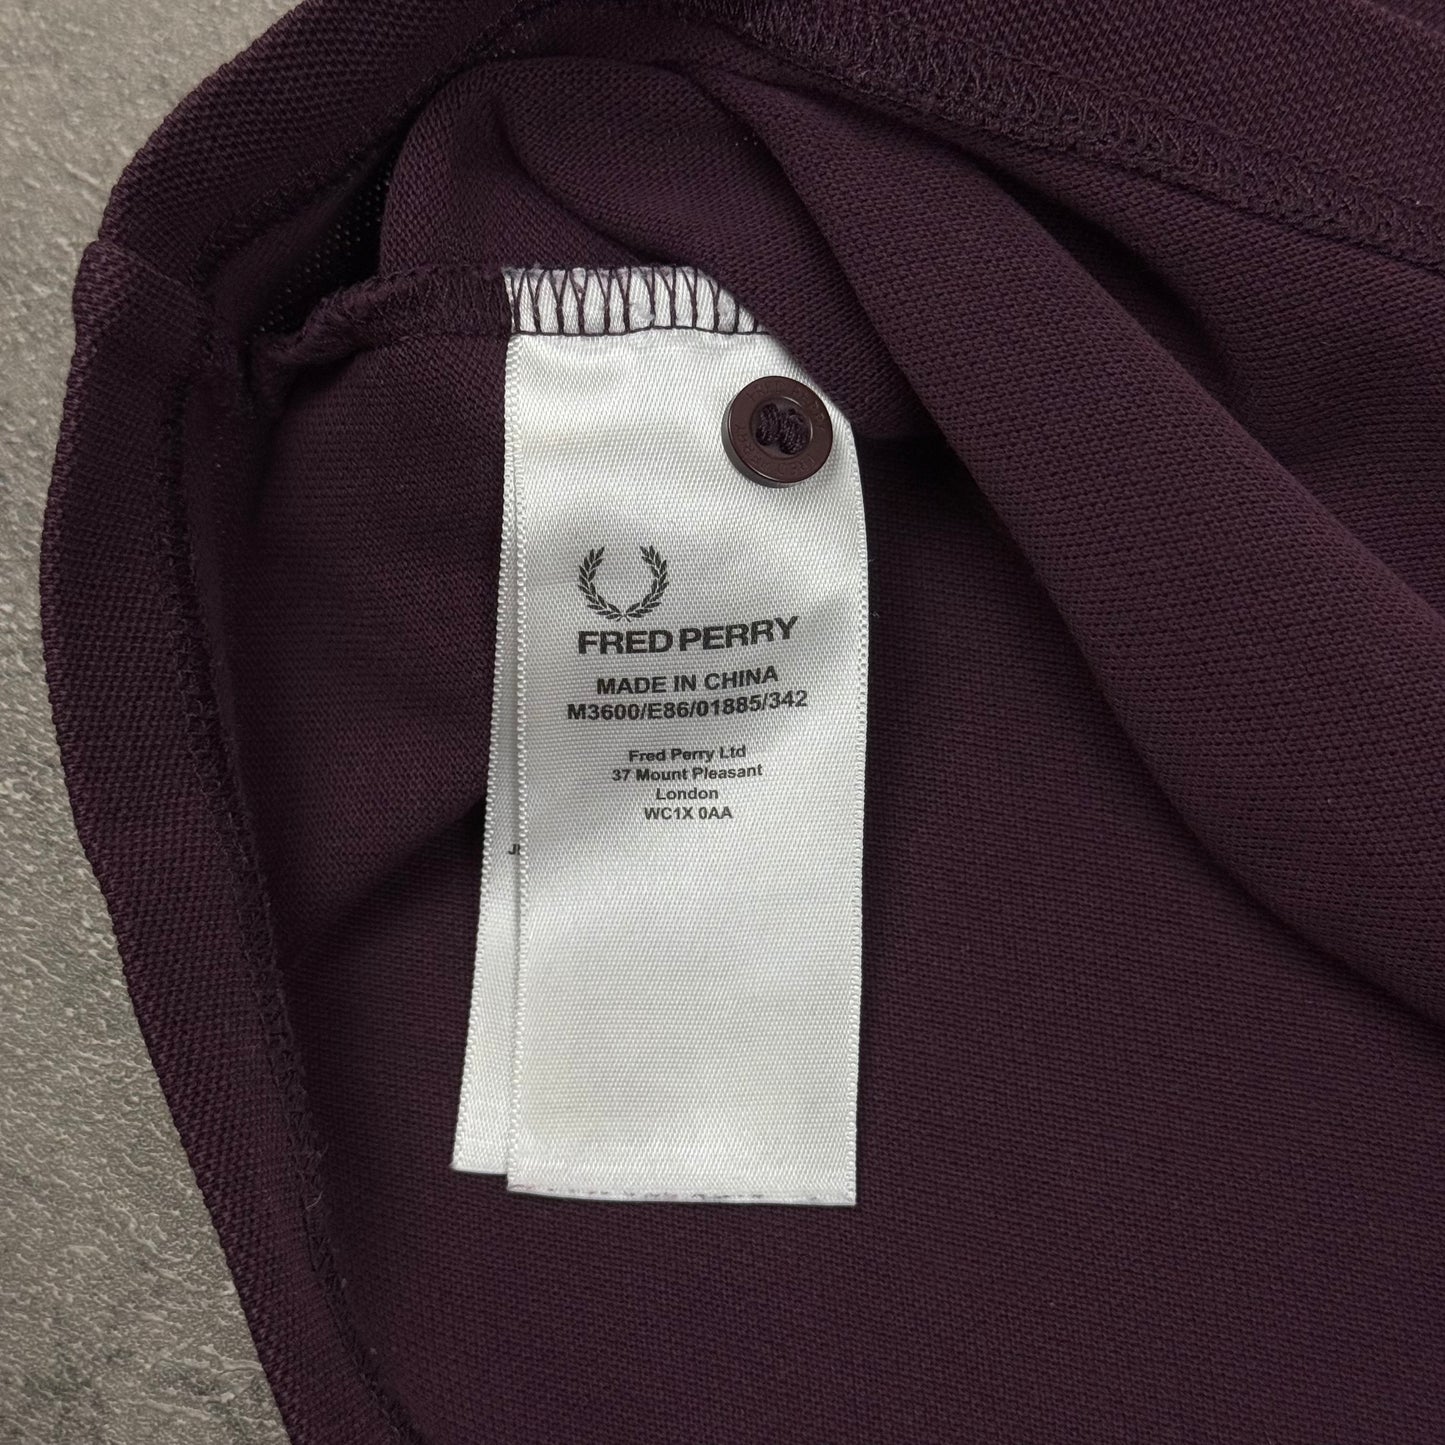 FRED PERRY
MADE IN CHINA
M3600/E86/01885/342
Fred Perry Ltd
37 Mount Pleasant
London
WC1X 0AA